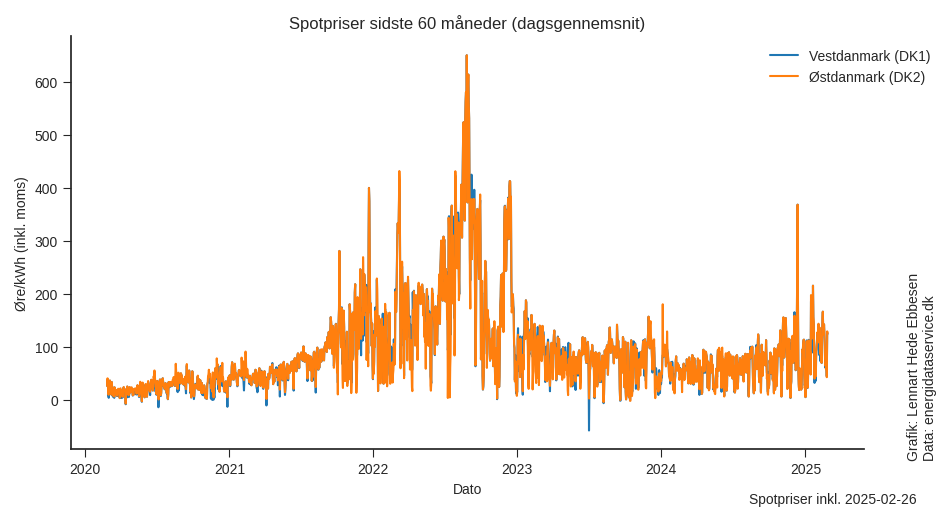 Spotpriser sidste 60 måneder (dagsgennemsnit)
Vestdanmark (DK1)
Østdanmark (DK2)
Øre/kWh (inkl. moms)
600
500
400
300
200
100
0
2020
2021
2022
2023
2024
2025
Dato
Grafik: Lennart Hede Ebbesen
Data: energidataservice.dk
Spotpriser inkl. 2025-02-26